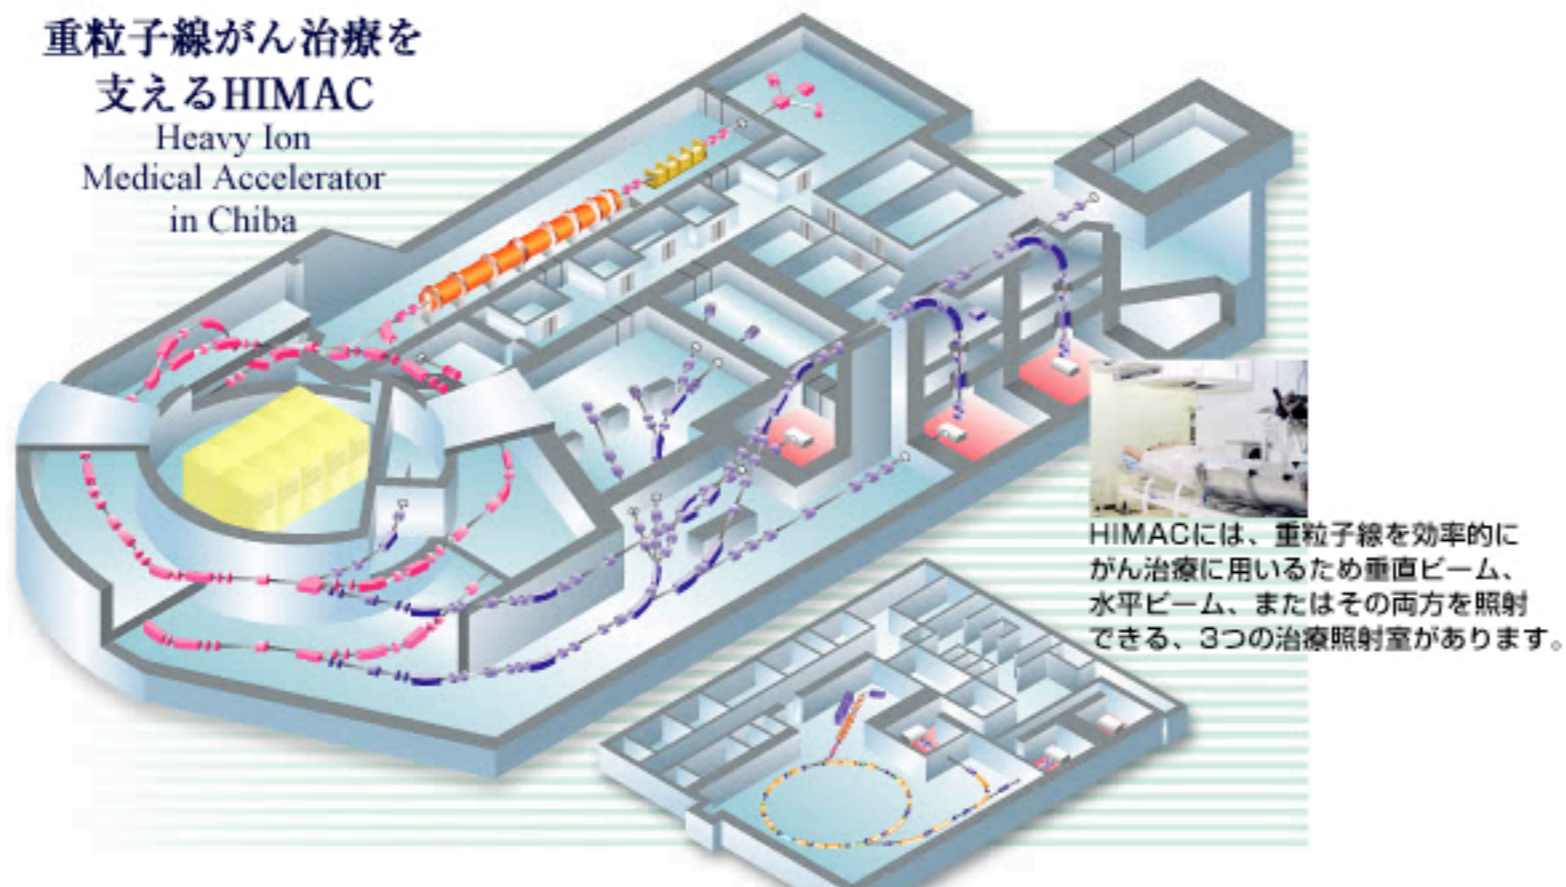 重粒子線がん治療を
支えるHIMAC
Heavy Ion
Medical Accelerator
in Chiba
HIMACには、重粒子線を効率的に
がん治療に用いるため垂直ビーム、
水平ビーム、またはその両方を照射
できる、3つの治療照射室があります。